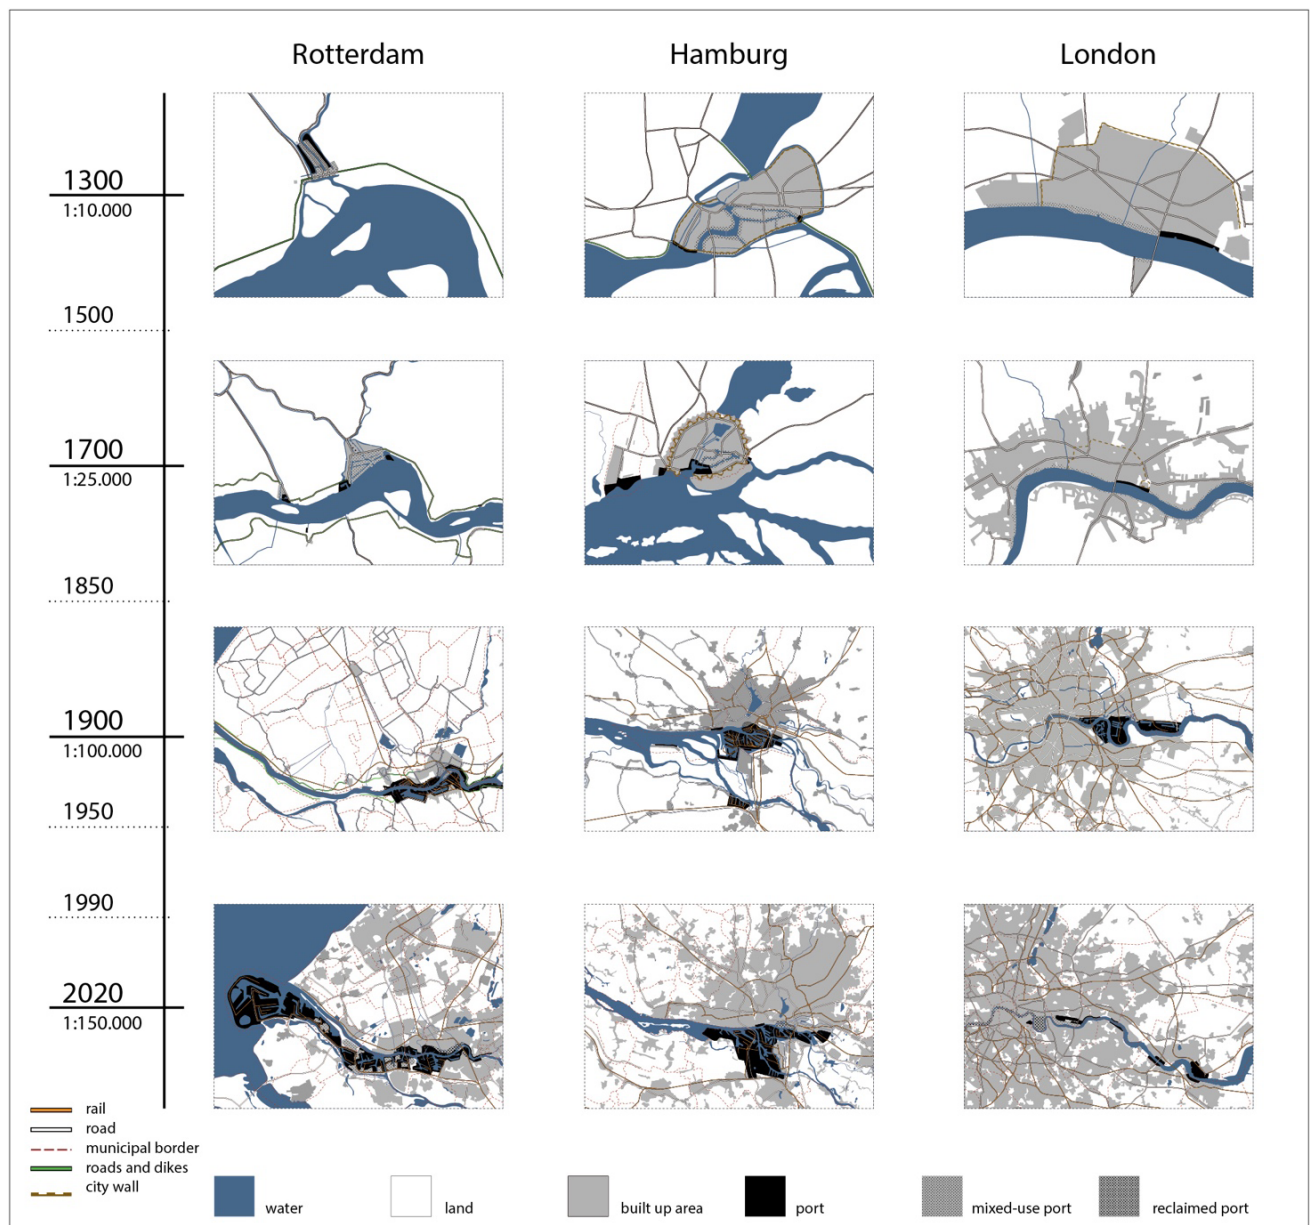 Rotterdam
Hamburg
London
1300
1:10.000
1500
1700
1:25.000
1850
1900
1:100.000
1950
1990
2020
1:150.000
rail
road
municipal border
roads and dikes
city wall
water
land
built up area
port
mixed-use port
reclaimed port